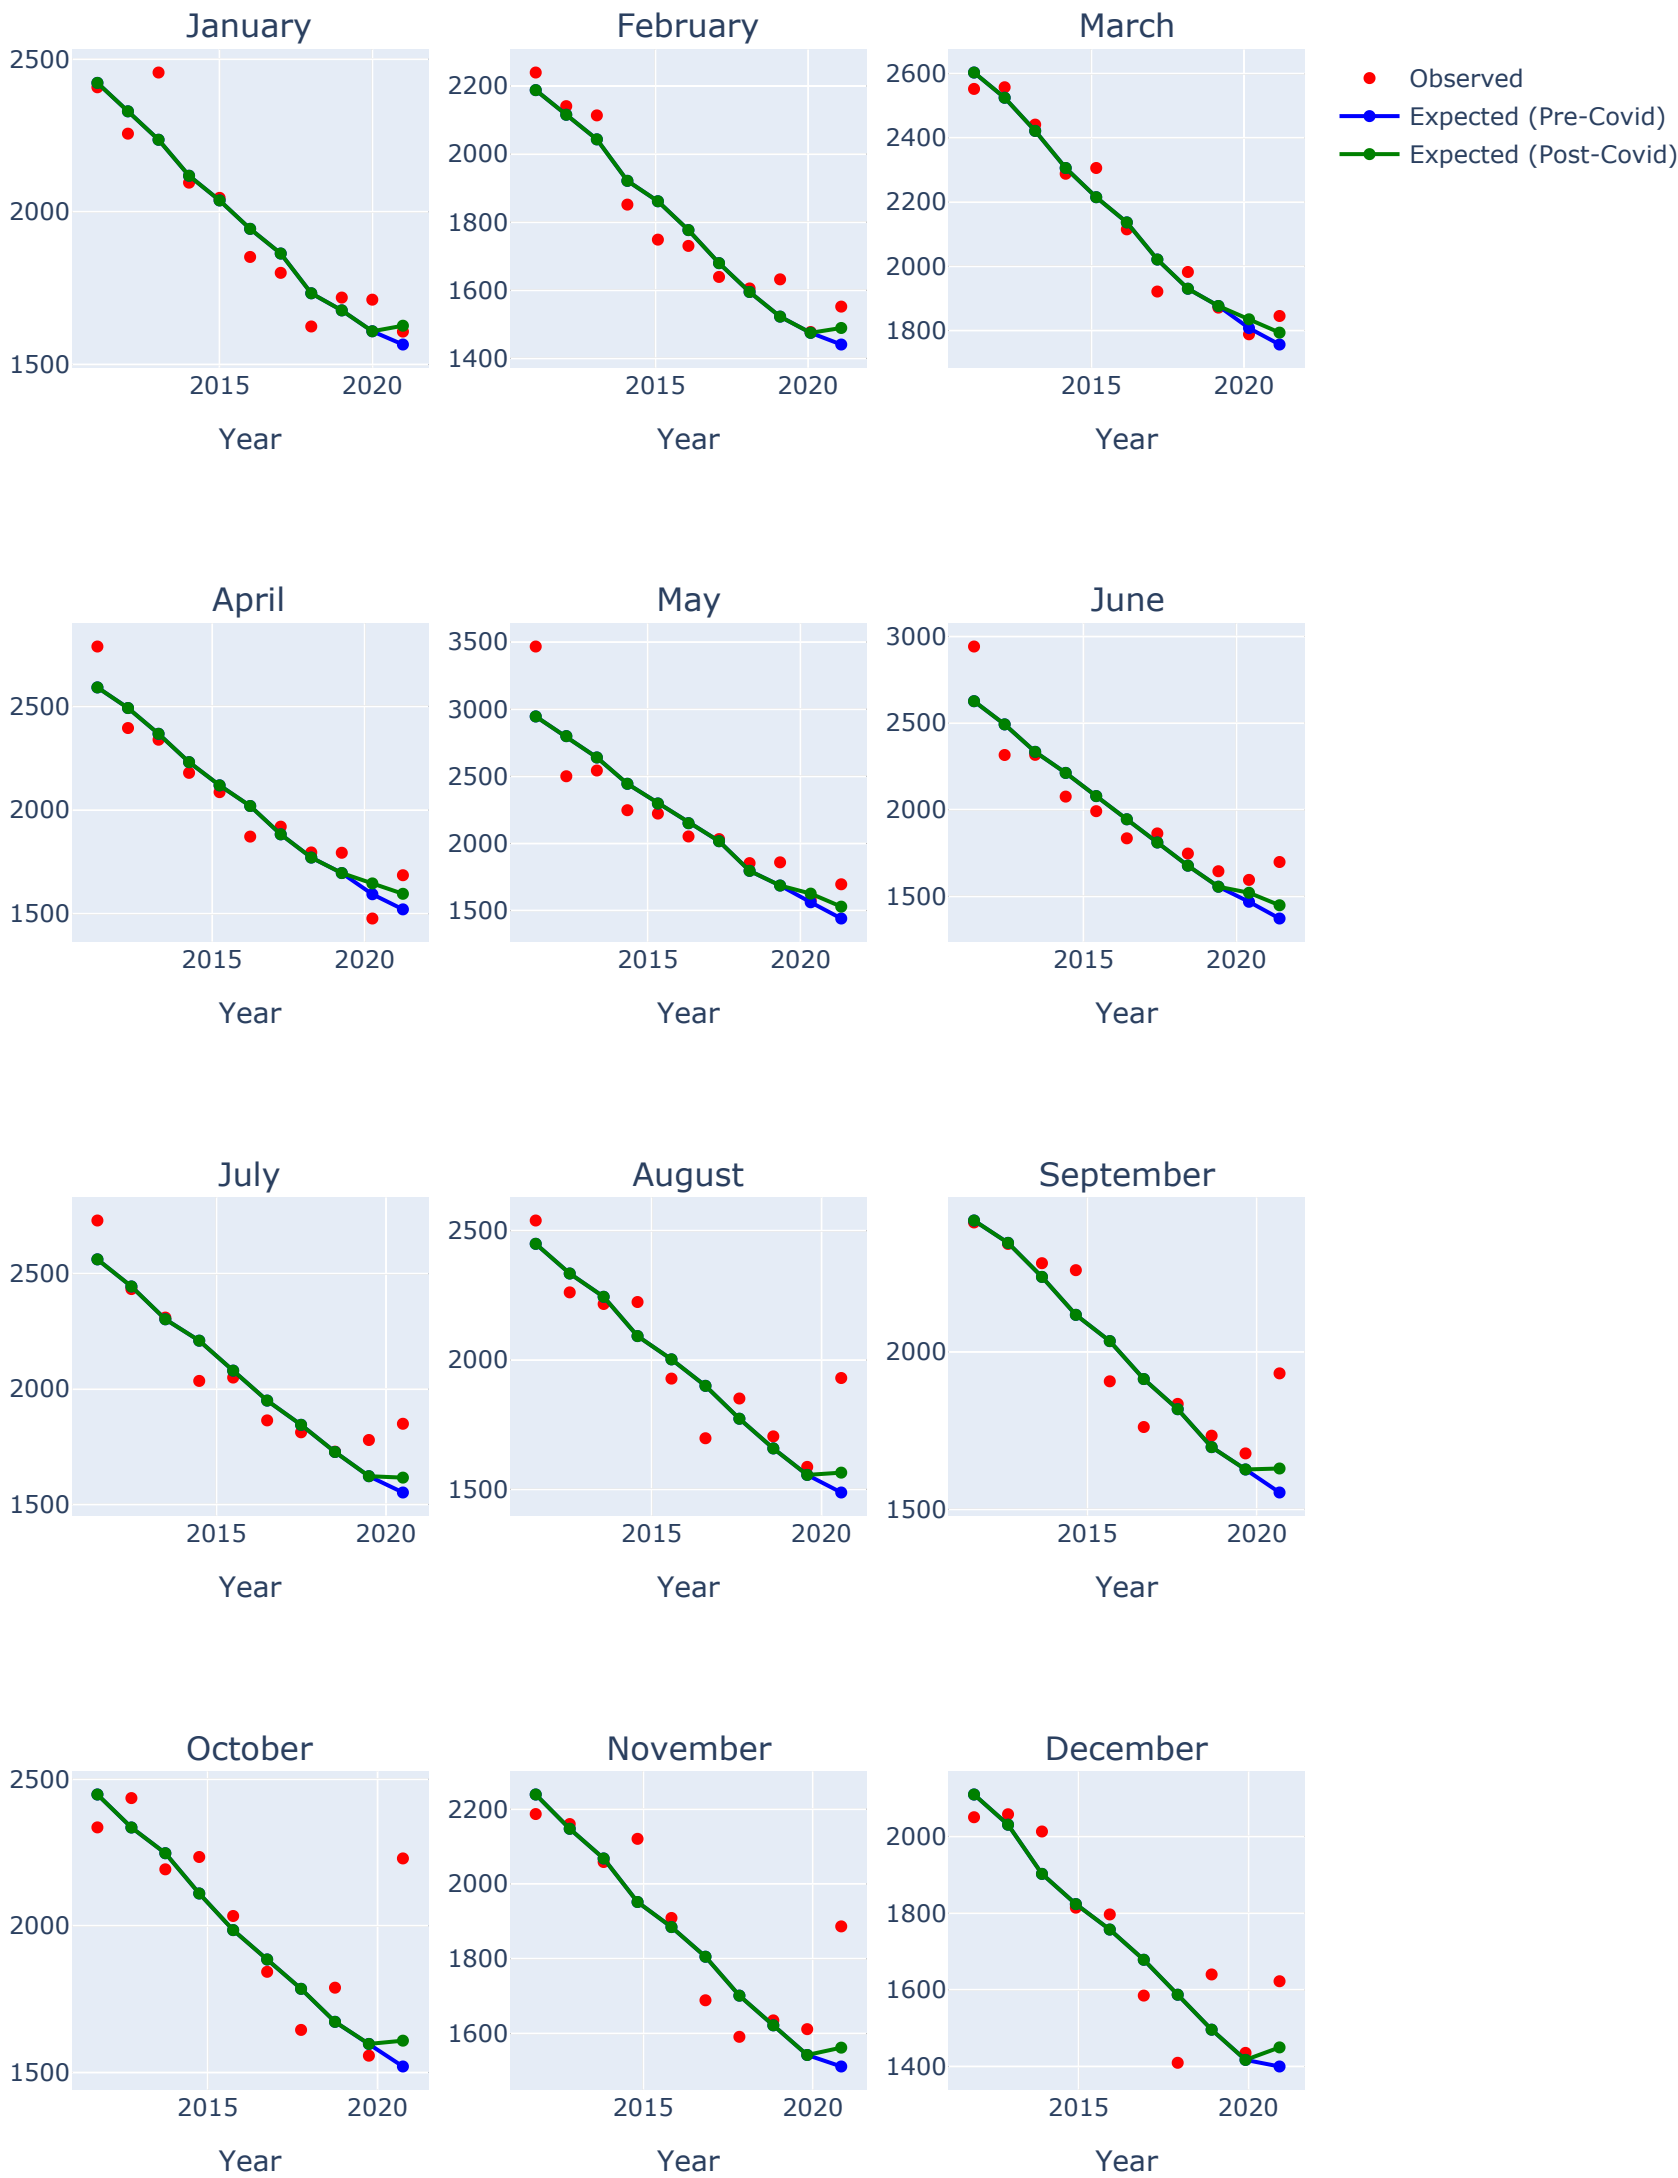 January
February
March
2500
2000
1500
2015
2020
Year
2200
2000
1800
1600
1400
2015
2020
Year
2600
2400
2200
2000
1800
2015
2020
Year
Observed
Expected (Pre-Covid)
Expected (Post-Covid)
April
May
June
2500
2000
1500
2015
2020
Year
3500
3000
2500
2000
1500
2015
2020
Year
3000
2500
2000
1500
2015
2020
Year
July
August
September
2500
2000
1500
2015
2020
Year
2500
2000
1500
2015
2020
Year
2000
1500
2015
2020
Year
October
November
December
2500
2000
1500
2015
2020
Year
2200
2000
1800
1600
2015
2020
Year
2000
1800
1600
1400
2015
2020
Year